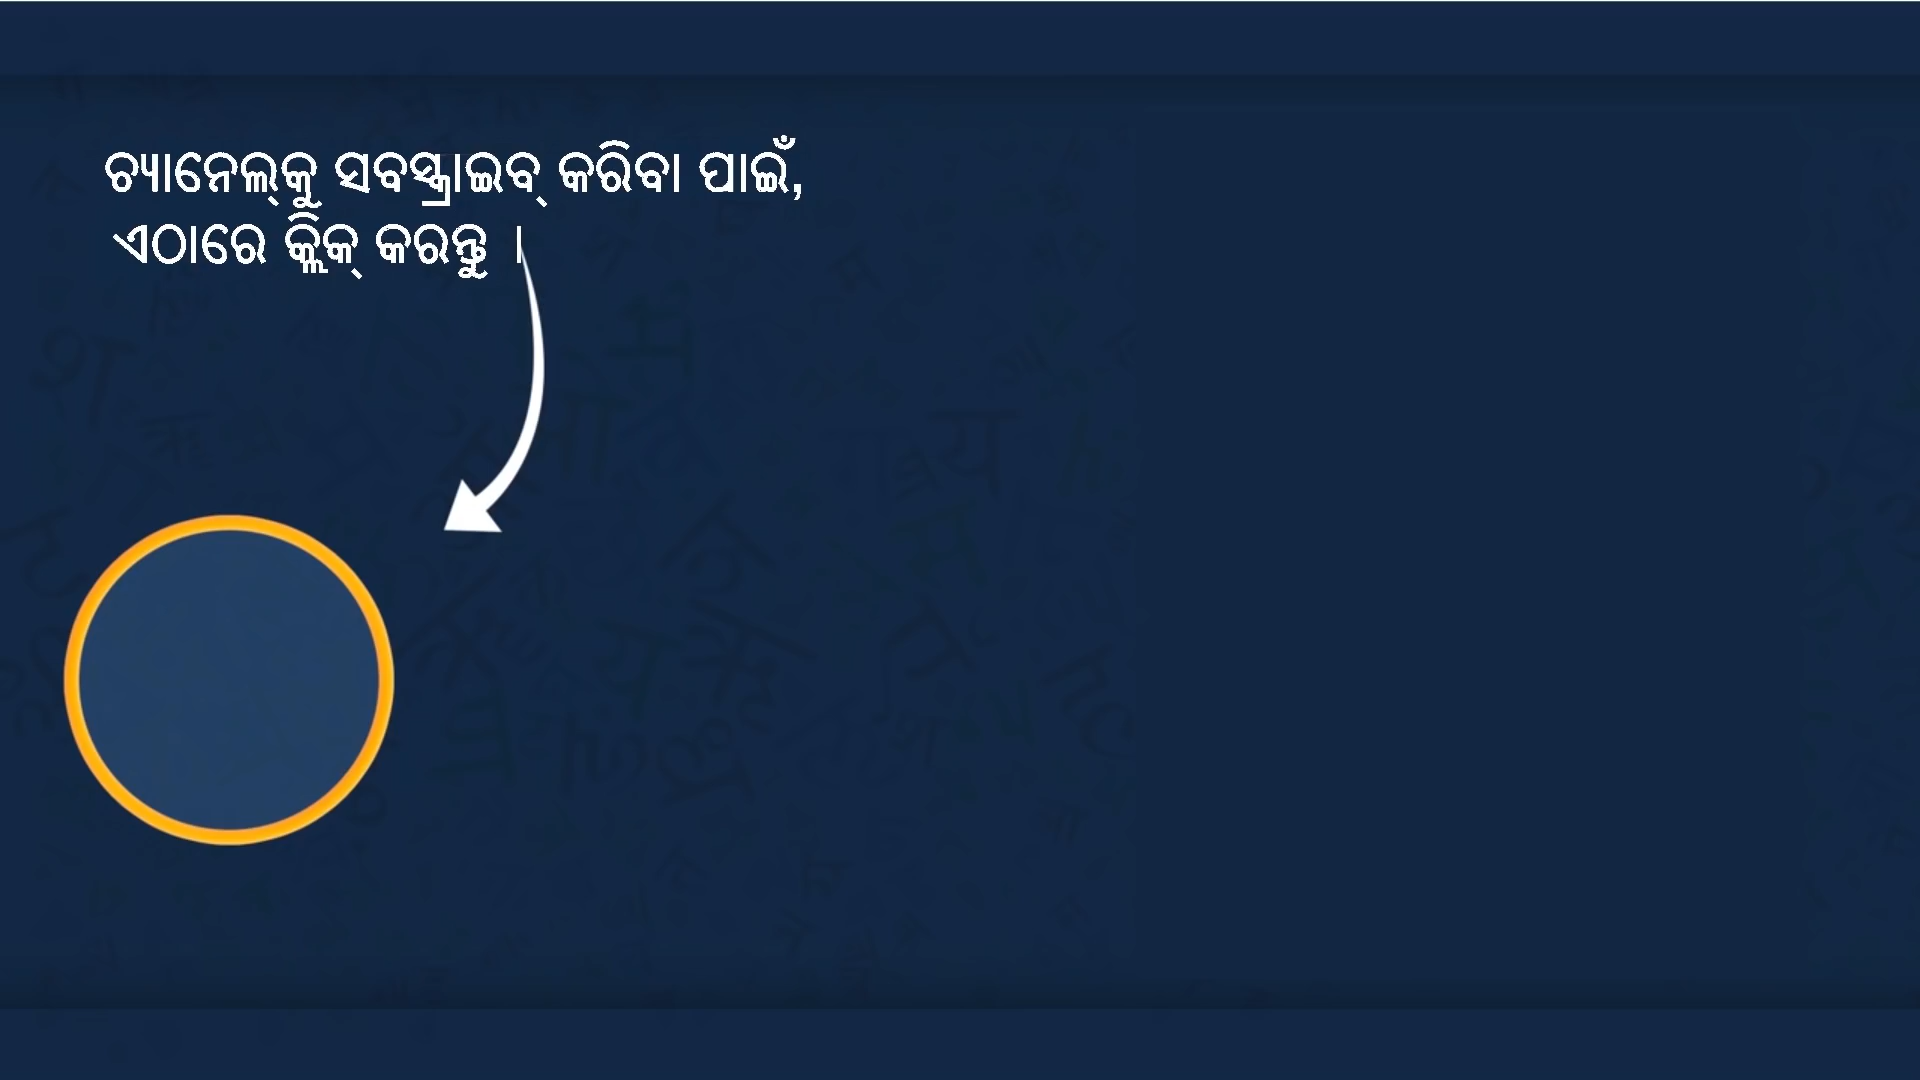 ଚ୍ୟାନେଲ୍‌କୁ ସବସ୍କ୍ରାଇବ୍ କରିବା ପାଇଁ,
ଏଠାରେ କ୍ଲିକ୍ କରନ୍ତୁ ।